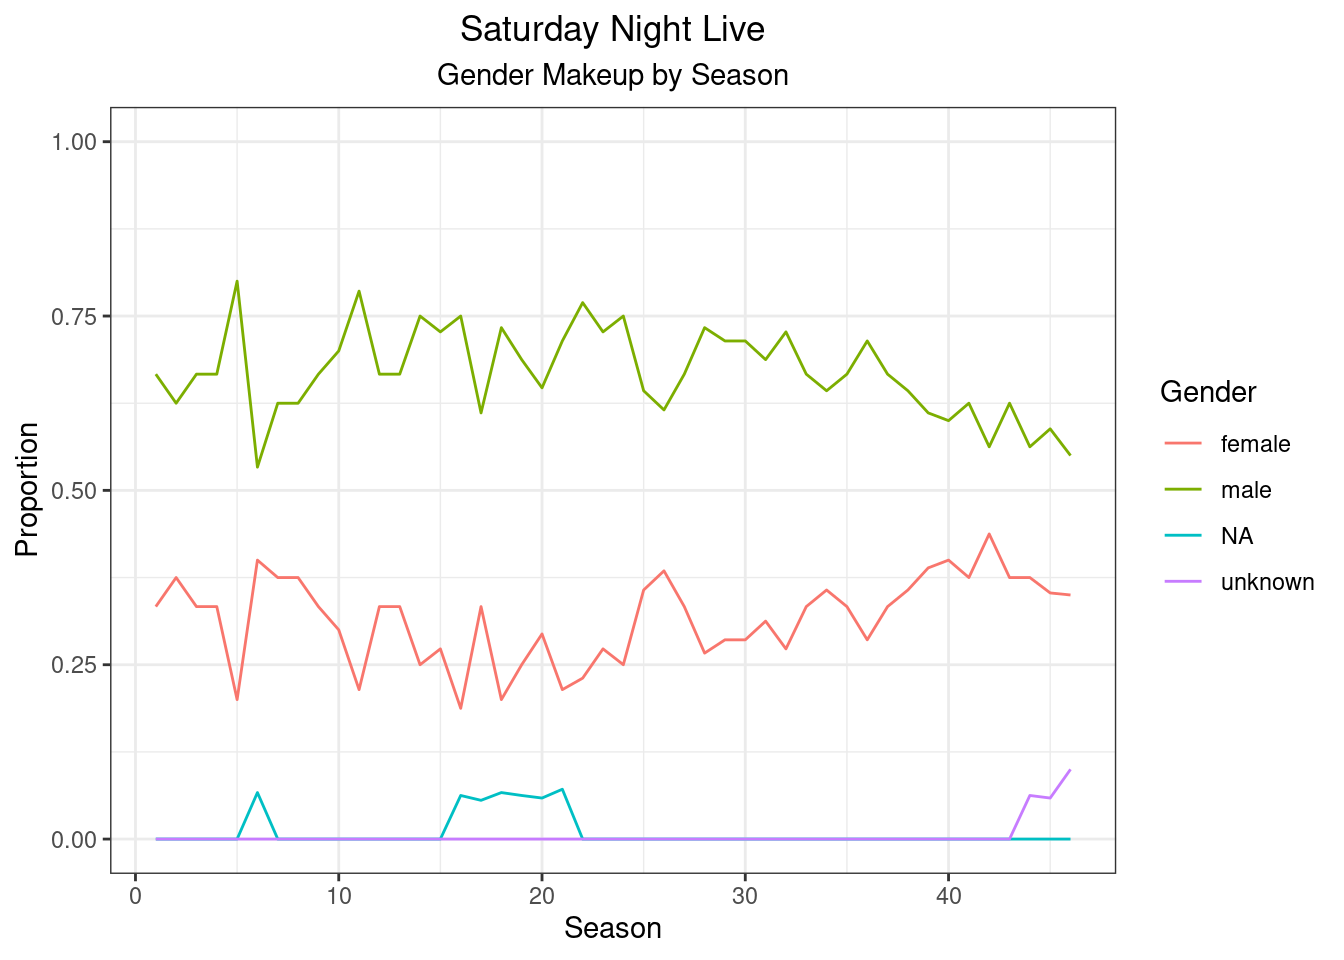 Saturday Night Live
Gender Makeup by Season
1.00
0.75
0.50
0.25
0.00
Proportion
0
10
20
30
40
Season
Gender
female
male
NA
unknown